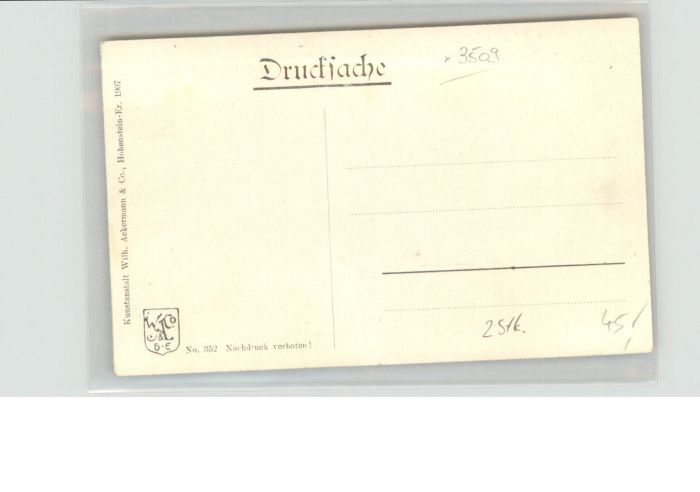 Drucksache
* 3509
Kunstanstalt Wilh. Ackermann & Co., Hohenstein-Er. 1907
No. 352 Nachdruck verboten!
2 Stk.
45,